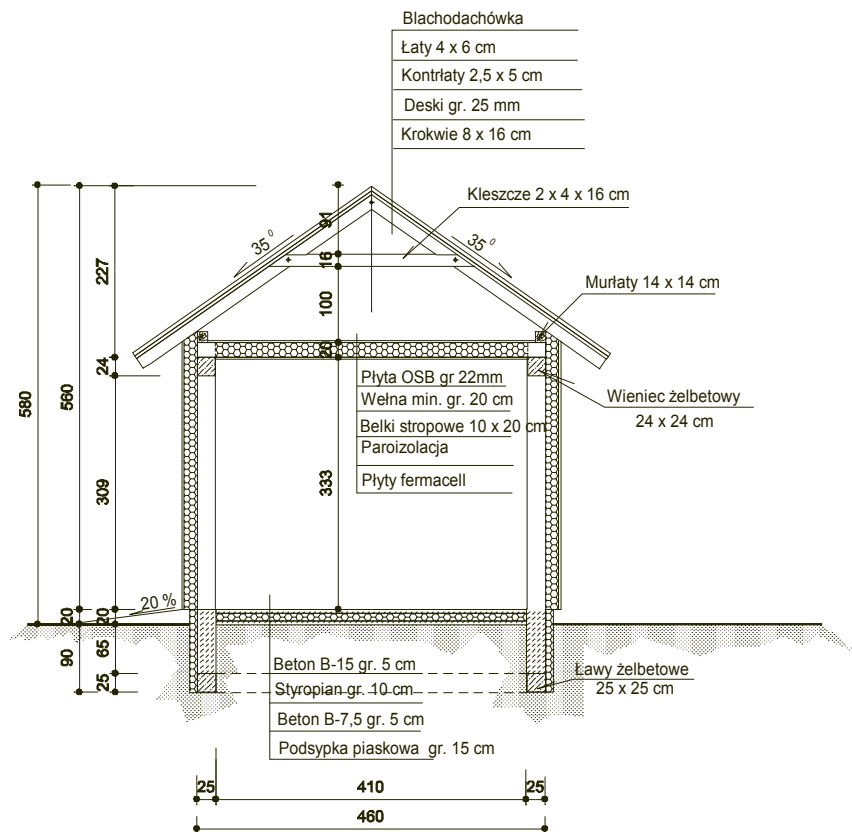 Blachodachówka
Łaty 4 x 6 cm
Kontrłaty 2,5 x 5 cm
Deski gr. 25 mm
Krokwie 8 x 16 cm
Kleszcze 2 x 4 x 16 cm
35 0
35 0
91
16
100
20
333
227
24
309
20
65
25
560
20
90
580
Murłaty 14 x 14 cm
Płyta OSB gr 22mm
Wełna min. gr. 20 cm
Belki stropowe 10 x 20 cm
Paroizolacja
Płyty fermacell
Wieniec żelbetowy
24 x 24 cm
20 %
Beton B-15 gr. 5 cm
Styropian gr. 10 cm
Beton B-7,5 gr. 5 cm
Podsypka piaskowa gr. 15 cm
Ławy żelbetowe
25 x 25 cm
25 410 25
460